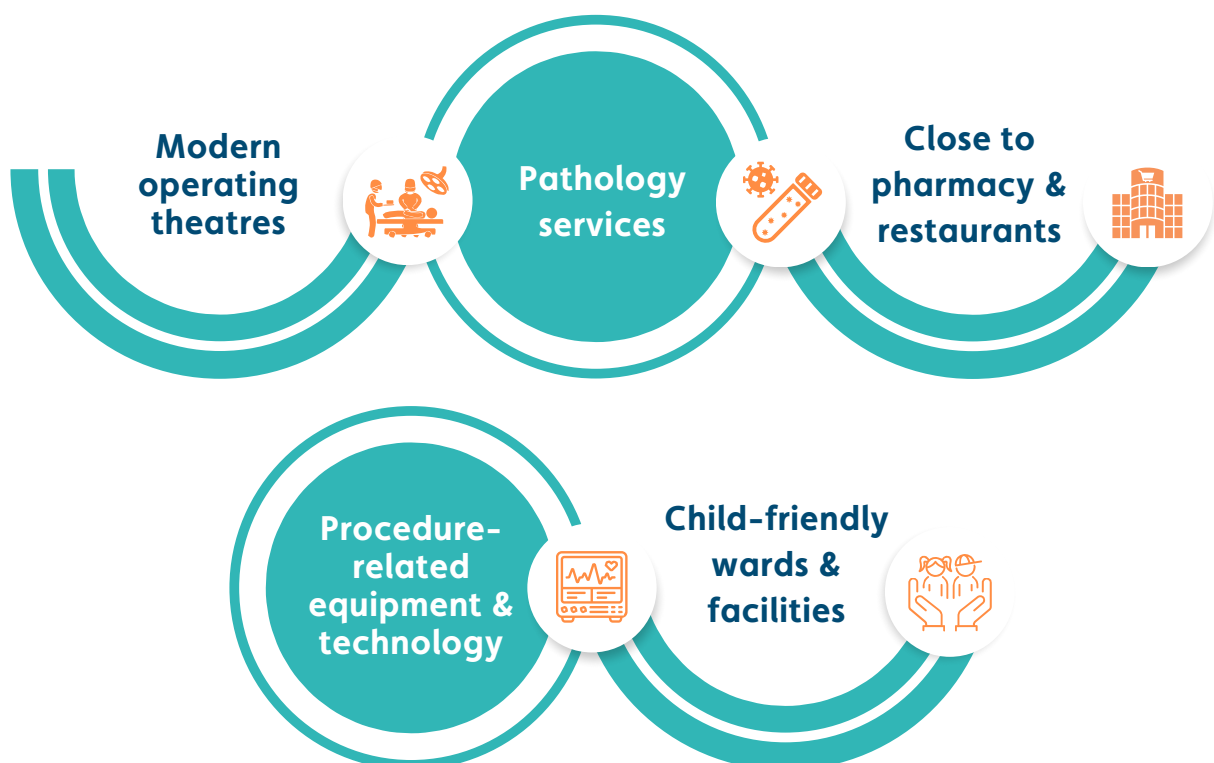 Modern
operating
theatres
Pathology
services
Close to
pharmacy &
restaurants
Procedure-
related
equipment &
technology
Child-friendly
wards &
facilities